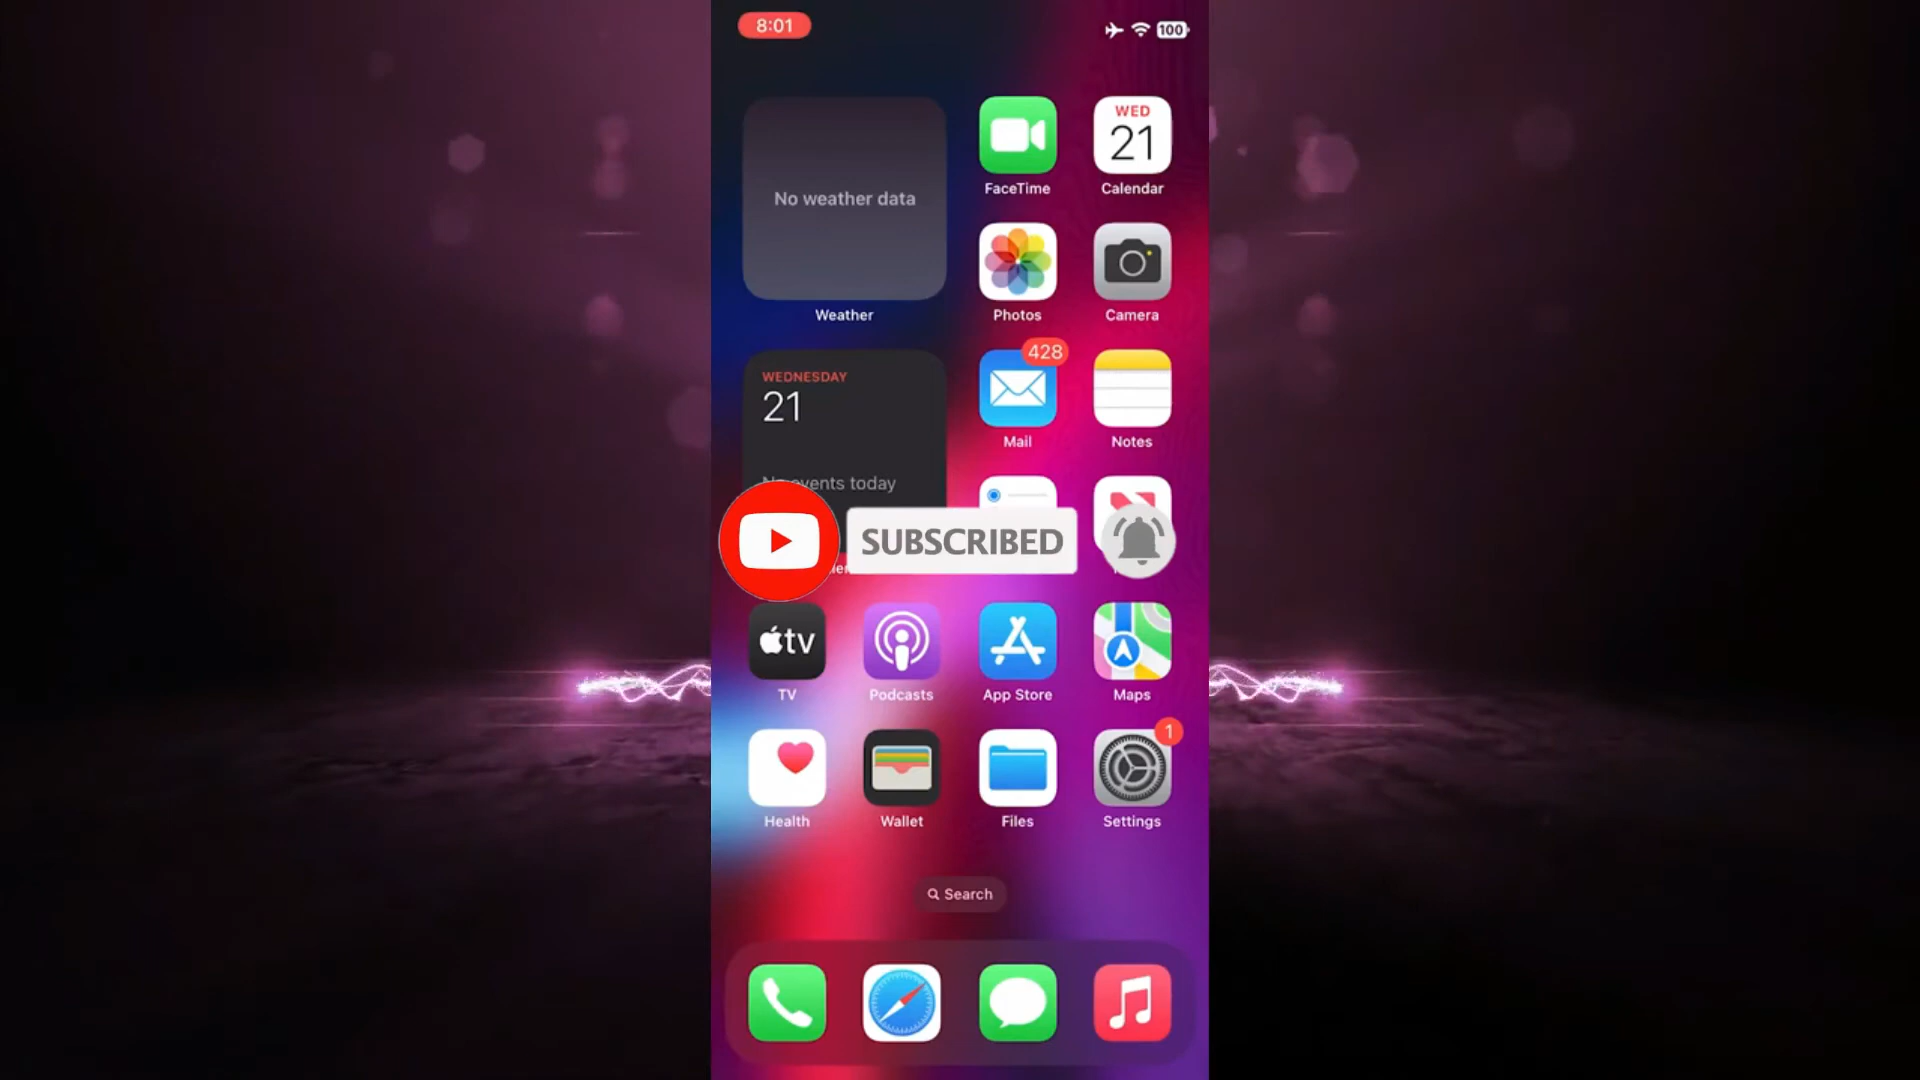 8:01
100
No weather data
Weather
FaceTime
WED
21
Calendar
Photos
Camera
WEDNESDAY
21
events today
428
Mail
Notes
SUBSCRIBED
tv
TV
Podcasts
App Store
Maps
Health
Wallet
Files
1
Settings
Search